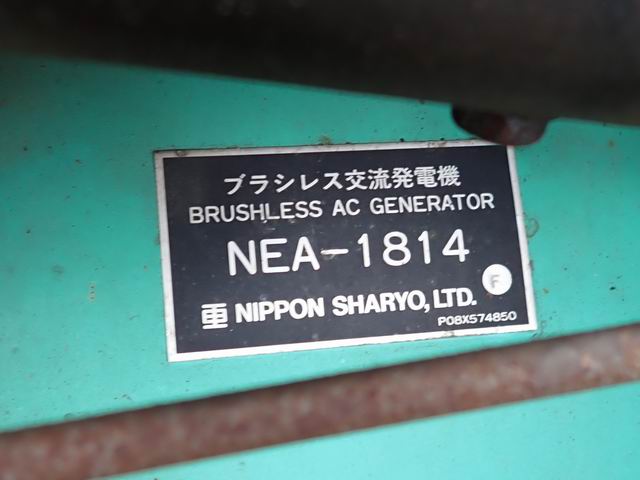 ブラシレス交流発電機
BRUSHLESS AC GENERATOR
NEA-1814
F
NIPPON SHARYO, LTD.
P08X574850